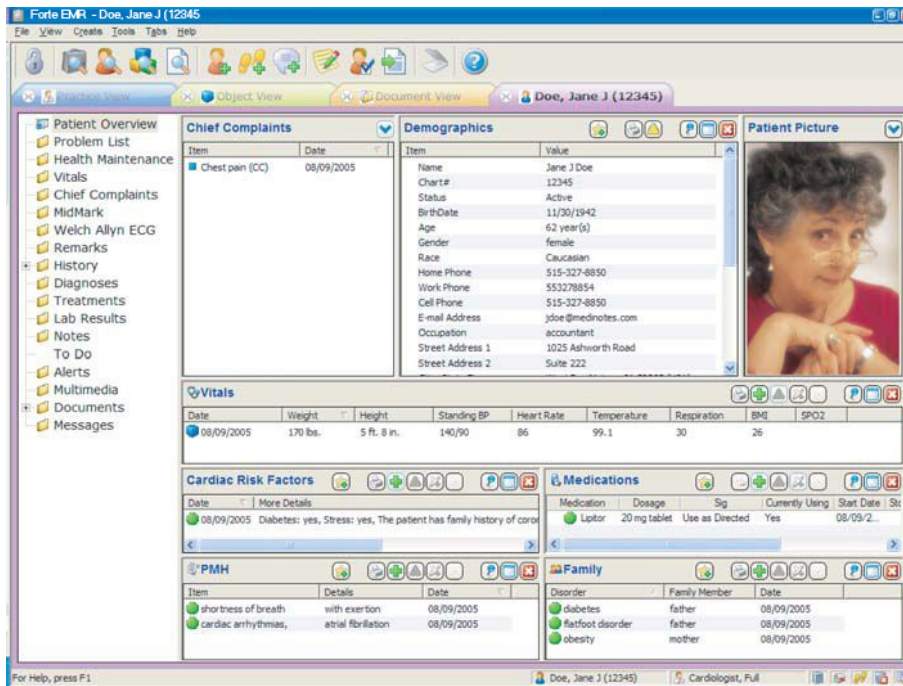 Forte EMR - Doe, Jane J (12345
File View Create Tools Tabs Help
Practice View Object View Document View Doe, Jane J (12345)
Patient Overview
Problem List
Health Maintenance
Vitals
Chief Complaints
MidMark
Welch Allyn ECG
Remarks
History
Diagnoses
Treatments
Lab Results
Notes
To Do
Alerts
Multimedia
Documents
Messages
Chief Complaints
Item Date
Chest pain (CC) 08/09/2005
Demographics
Item Value
Name Jane J Doe
Chart# 12345
Status Active
BirthDate 11/30/1942
Age 62 year(s)
Gender female
Race Caucasian
Home Phone 515-327-8850
Work Phone 553278854
Cell Phone 515-327-8850
E-mail Address jdoe@medinotes.com
Occupation accountant
Street Address 1 1025 Ashworth Road
Street Address 2 Suite 222
Patient Picture
Vitals
Date Weight Height Standing BP Heart Rate Temperature Respiration BMI SPO2
08/09/2005 170 lbs. 5 ft. 8 in. 140/90 86 99.1 30 26
Cardiac Risk Factors
Date More Details
08/09/2005 Diabetes: yes, Stress: yes, The patient has family history of coror
Medications
Medication Dosage Sig Currently Using Start Date Sto
Lipitor 20 mg tablet Use as Directed Yes 08/09/2...
PMH
Item Details Date
shortness of breath with exertion 08/09/2005
cardiac arrhythmias, atrial fibrillation 08/09/2005
Family
Disorder Family Member Date
diabetes father 08/09/2005
flatfoot disorder father 08/09/2005
obesity mother 08/09/2005
For Help, press F1 Doe, Jane J (12345) Cardiologist, Full